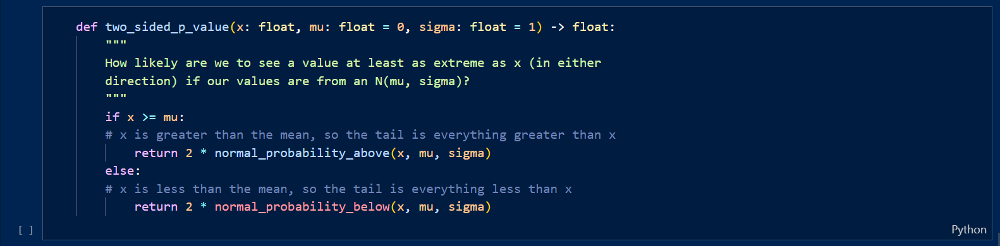 def two_sided_p_value(x: float, mu: float = 0, sigma: float = 1) -> float:
    """
    How likely are we to see a value at least as extreme as x (in either
    direction) if our values are from an N(mu, sigma)?
    """
    if x >= mu:
    # x is greater than the mean, so the tail is everything greater than x
        return 2 * normal_probability_above(x, mu, sigma)
    else:
    # x is less than the mean, so the tail is everything less than x
        return 2 * normal_probability_below(x, mu, sigma)
[ ]
Python